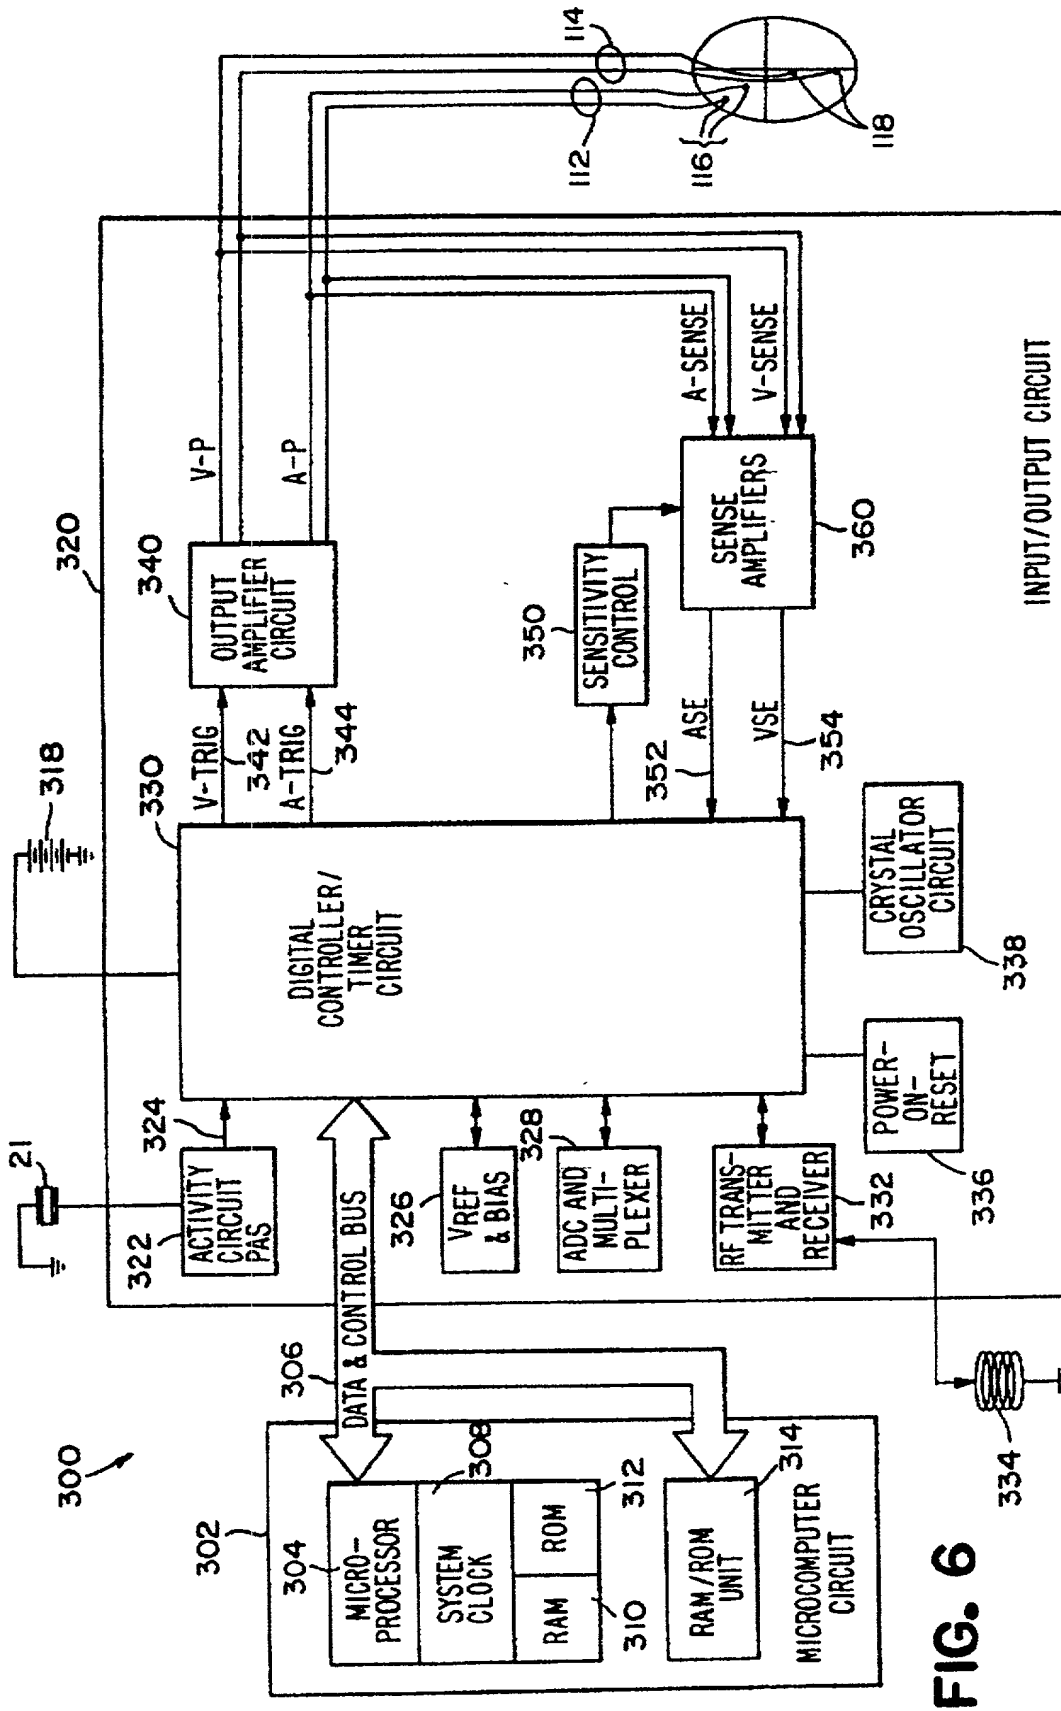 300
302
304
MICRO-
PROCESSOR
308
SYSTEM
CLOCK
RAM
ROM
310
312
314
RAM/ROM
UNIT
MICROCOMPUTER
CIRCUIT
306
DATA & CONTROL BUS
21
322
ACTIVITY
CIRCUIT
PAS
324
326
VREF
& BIAS
328
ADC AND
MULTI-
PLEXER
RF TRANS-
MITTER
AND
RECEIVER
332
334
336
POWER-
ON-
RESET
338
CRYSTAL
OSCILLATOR
CIRCUIT
318
320
330
DIGITAL
CONTROLLER/
TIMER
CIRCUIT
V-TRIG
342
A-TRIG
344
340
OUTPUT
AMPLIFIER
CIRCUIT
V-P
A-P
350
SENSITIVITY
CONTROL
352
ASE
VSE
354
SENSE
AMPLIFIERS
360
A-SENSE
V-SENSE
112
114
116
118
INPUT/OUTPUT CIRCUIT
FIG. 6